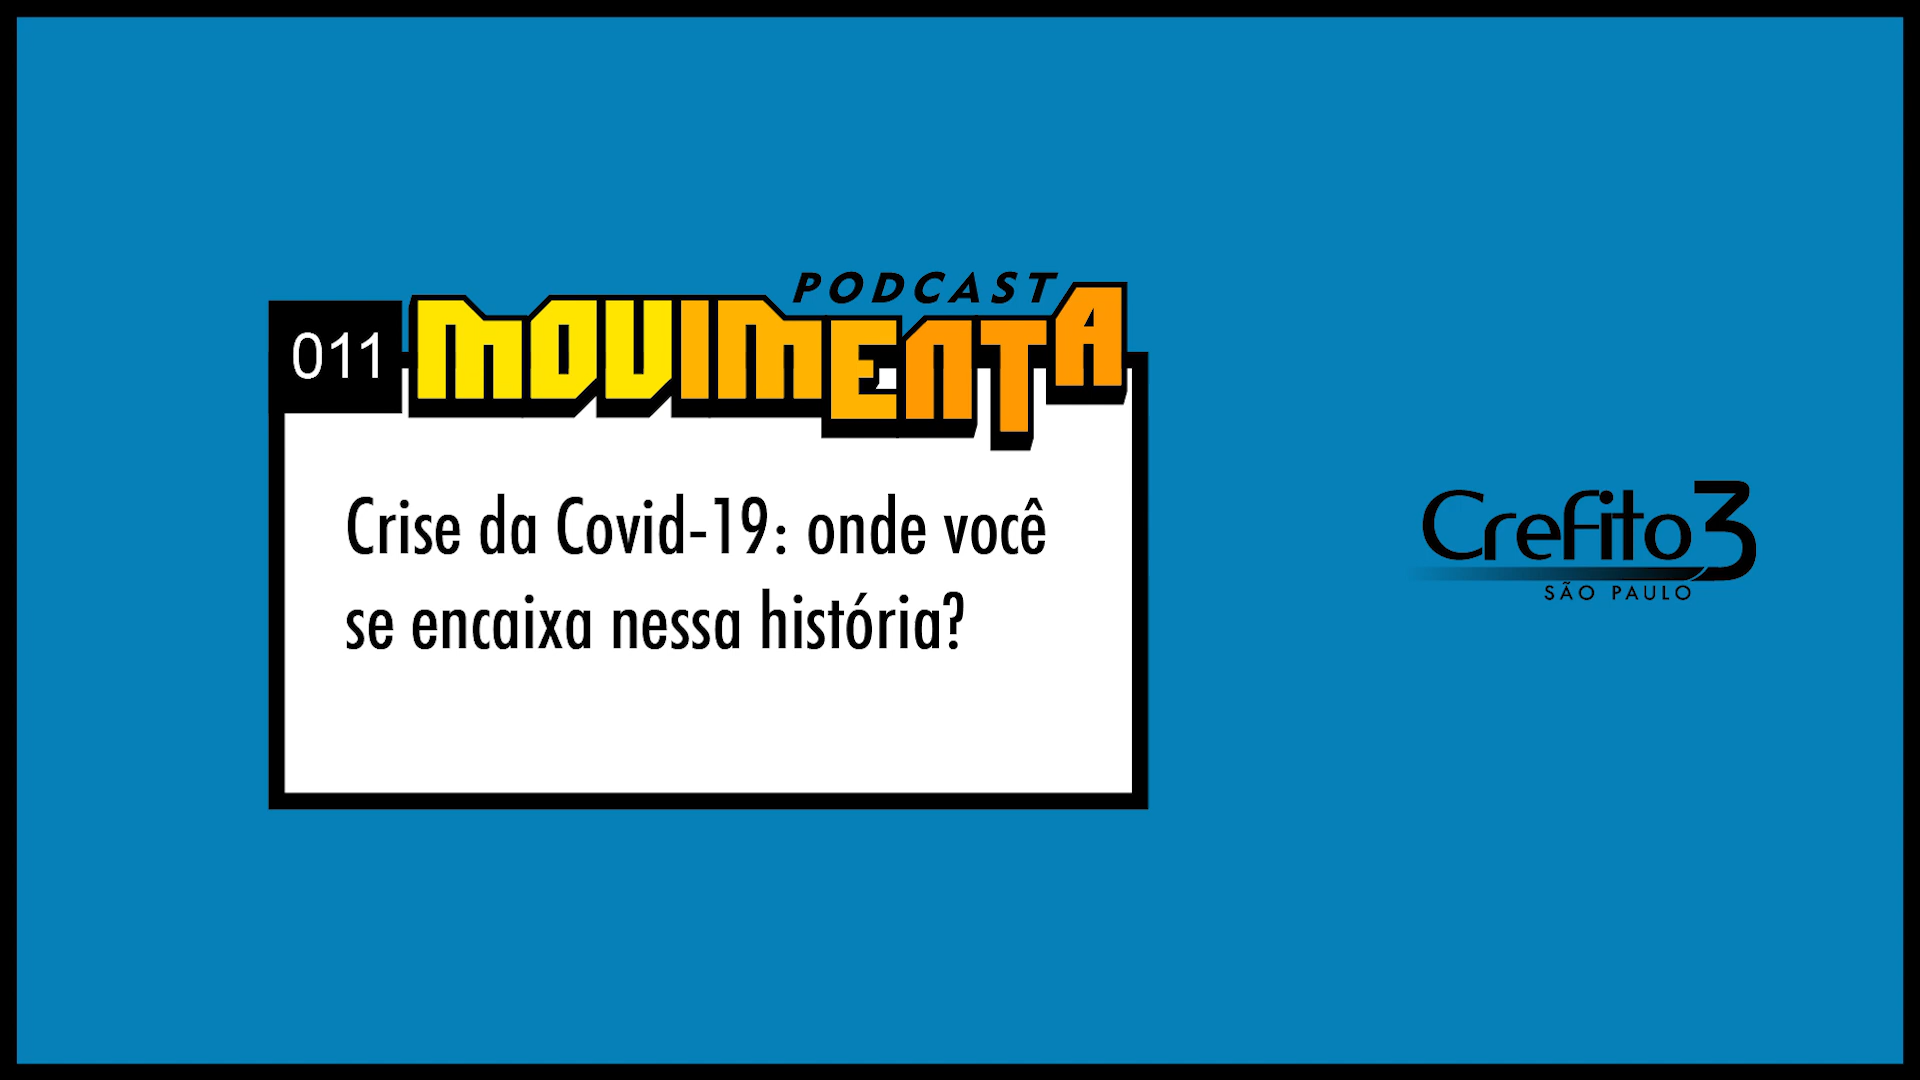 PODCAST
011 MOVIMENTA
Crise da Covid-19: onde você
se encaixa nessa história?
Crefito3
SÃO PAULO